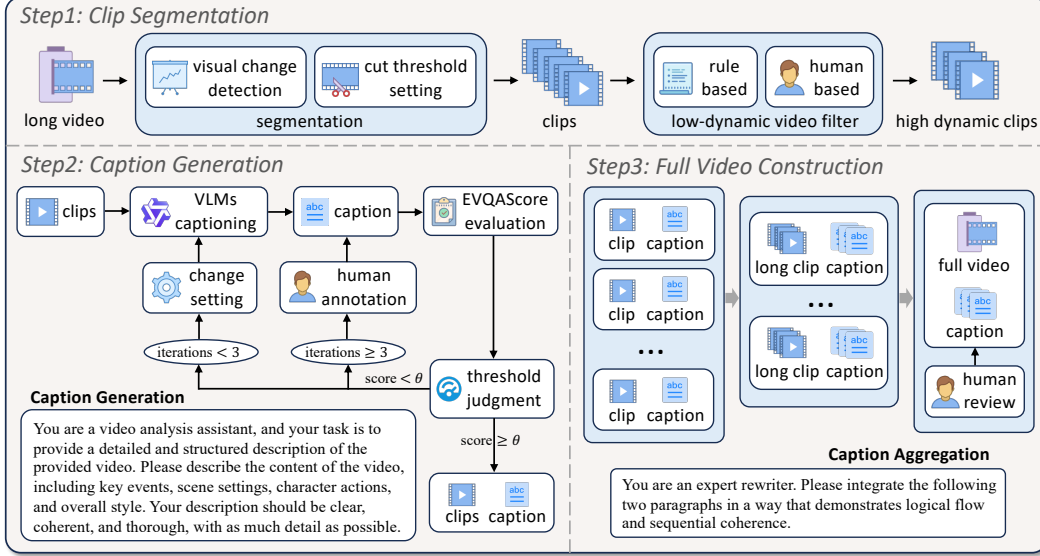 Step1: Clip Segmentation
long video
visual change
detection
cut threshold
setting
segmentation
clips
rule
based
human
based
low-dynamic video filter
high dynamic clips
Step2: Caption Generation
clips
VLMs
captioning
abc
caption
EVQAScore
evaluation
change
setting
human
annotation
iterations < 3
iterations ≥ 3
score < θ
threshold
judgment
score ≥ θ
abc
clips caption
Caption Generation
You are a video analysis assistant, and your task is to
provide a detailed and structured description of the
provided video. Please describe the content of the video,
including key events, scene settings, character actions,
and overall style. Your description should be clear,
coherent, and thorough, with as much detail as possible.
Step3: Full Video Construction
abc
clip caption
abc
clip caption
...
abc
clip caption
abc
long clip caption
...
abc
long clip caption
full video
abc
caption
human
review
Caption Aggregation
You are an expert rewriter. Please integrate the following
two paragraphs in a way that demonstrates logical flow
and sequential coherence.